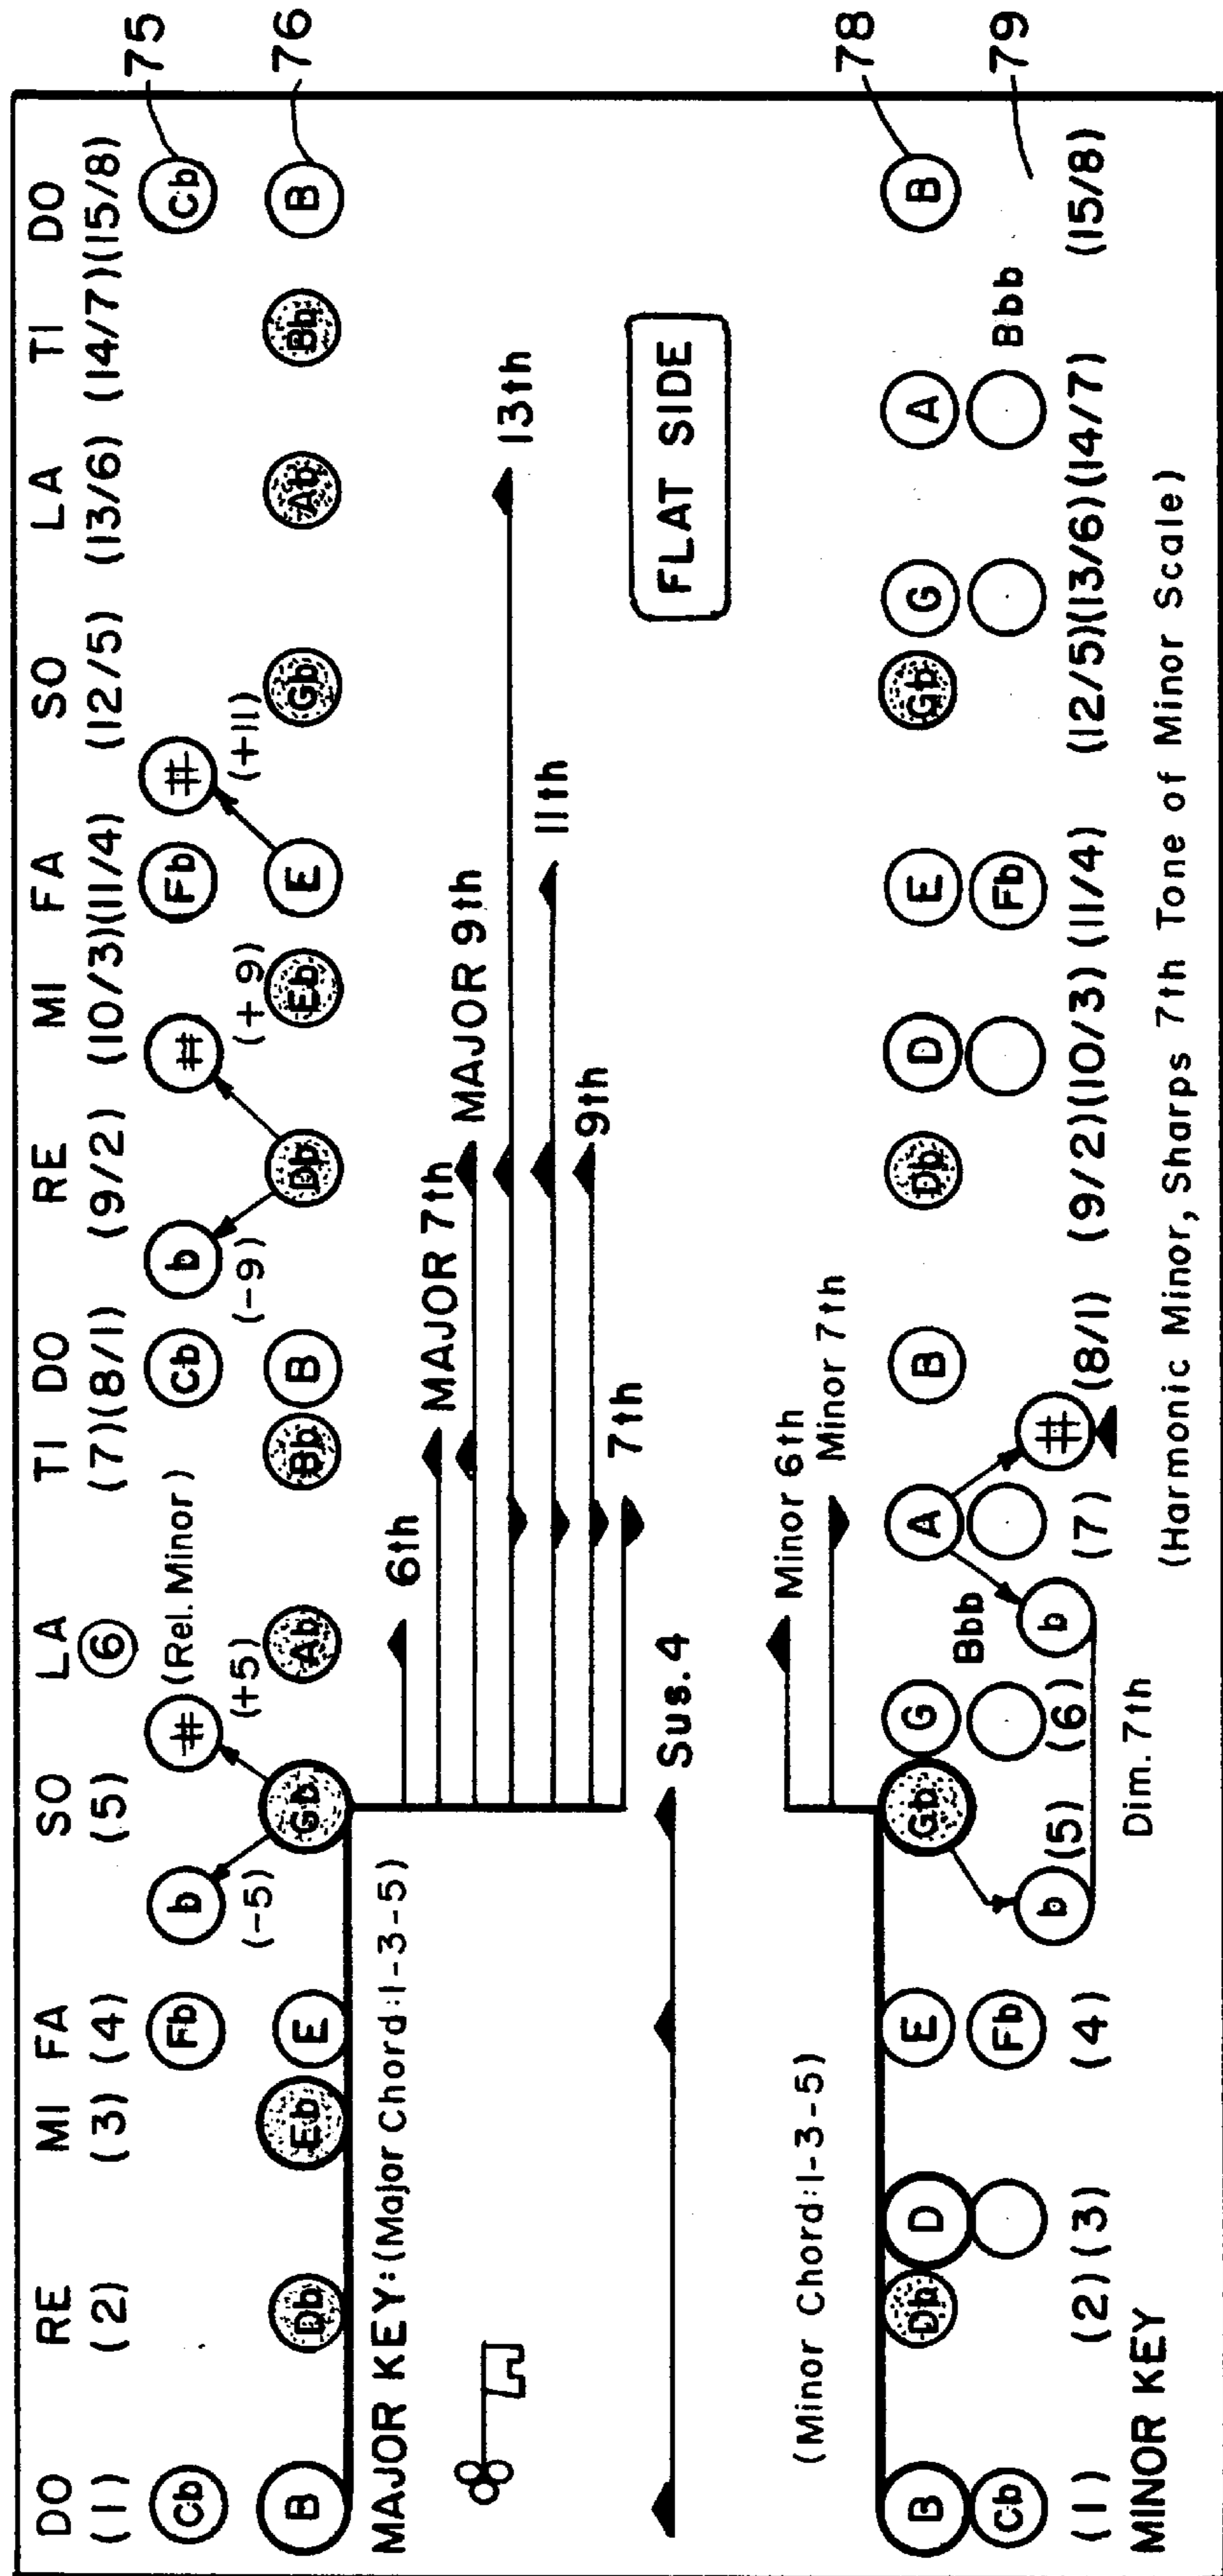 DO RE MI FA SO LA TI DO RE MI FA SO LA TI DO
(1) (2) (3) (4) (5) 6 (7)(8/1) (9/2) (10/3)(11/4) (12/5) (13/6) (14/7)(15/8)
Cb Fb b # (Rel. Minor) Cb b # Fb # Cb 75
(-5) (+5) (-9) (+9) (+11)
B Db Eb E Gb Ab Bb B Db Eb E Gb Ab Bb B 76
MAJOR KEY:(Major Chord:1-3-5)
6th
MAJOR 7th
MAJOR 9th
13th
11th
9th
7th
Sus.4
FLAT SIDE
Minor 6th
Minor 7th
(Minor Chord:1-3-5)
B Db D E Gb G A B Db D E Gb G A B 78
Cb Fb Bbb Fb Bbb 79
b b #
(1) (2)(3) (4) (5) (6) (7) (8/1) (9/2)(10/3) (11/4) (12/5)(13/6)(14/7) (15/8)
MINOR KEY
Dim. 7th
(Harmonic Minor, Sharps 7th Tone of Minor Scale)